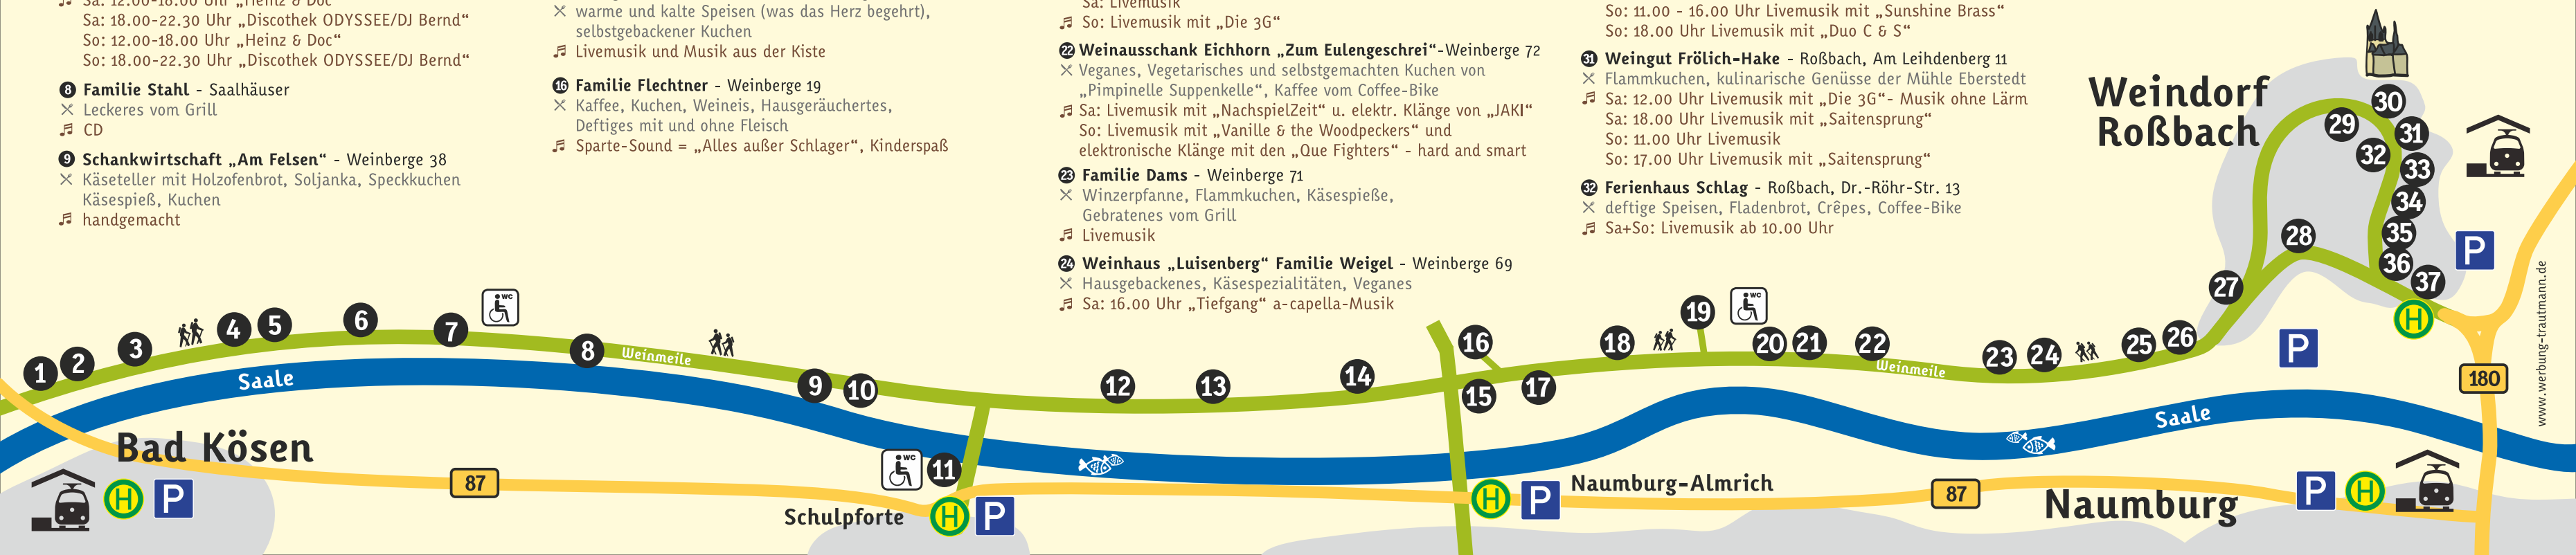 Sa: 12.00-18.00 Uhr „Heinz & Doc“
Sa: 18.00-22.30 Uhr „Discothek ODYSSEE/DJ Bernd“
So: 12.00-18.00 Uhr „Heinz & Doc“
So: 18.00-22.30 Uhr „Discothek ODYSSEE/DJ Bernd“
8 Familie Stahl - Saalhäuser
Leckeres vom Grill
CD
9 Schankwirtschaft „Am Felsen“ - Weinberge 38
Käseteller mit Holzofenbrot, Soljanka, Speckkuchen
Käsespieß, Kuchen
handgemacht
warme und kalte Speisen (was das Herz begehrt),
selbstgebackener Kuchen
Livemusik und Musik aus der Kiste
16 Familie Flechtner - Weinberge 19
Kaffee, Kuchen, Weineis, Hausgeräuchertes,
Deftiges mit und ohne Fleisch
Sparte-Sound = „Alles außer Schlager“, Kinderspaß
Sa: Livemusik
So: Livemusik mit „Die 3G“
22 Weinausschank Eichhorn „Zum Eulengeschrei“-Weinberge 72
Veganes, Vegetarisches und selbstgemachten Kuchen von
„Pimpinelle Suppenkelle“, Kaffee vom Coffee-Bike
Sa: Livemusik mit „NachspielZeit“ u. elektr. Klänge von „JAKI“
So: Livemusik mit „Vanille & the Woodpeckers“ und
elektronische Klänge mit den „Que Fighters“ - hard and smart
23 Familie Dams - Weinberge 71
Winzerpfanne, Flammkuchen, Käsespieße,
Gebratenes vom Grill
Livemusik
24 Weinhaus „Luisenberg“ Familie Weigel - Weinberge 69
Hausgebackenes, Käsespezialitäten, Veganes
Sa: 16.00 Uhr „Tiefgang“ a-capella-Musik
So: 11.00 - 16.00 Uhr Livemusik mit „Sunshine Brass“
So: 18.00 Uhr Livemusik mit „Duo C & S“
31 Weingut Frölich-Hake - Roßbach, Am Leihdenberg 11
Flammkuchen, kulinarische Genüsse der Mühle Eberstedt
Sa: 12.00 Uhr Livemusik mit „Die 3G“- Musik ohne Lärm
Sa: 18.00 Uhr Livemusik mit „Saitensprung“
So: 11.00 Uhr Livemusik
So: 17.00 Uhr Livemusik mit „Saitensprung“
32 Ferienhaus Schlag - Roßbach, Dr.-Röhr-Str. 13
deftige Speisen, Fladenbrot, Crêpes, Coffee-Bike
Sa+So: Livemusik ab 10.00 Uhr
Weindorf
Roßbach
30
29
31
32
33
34
35
28
36
37
27
P
H
P
180
www.werbung-trautmann.de
1
2
3
4
5
6
7
WC
8
Weinmeile
9
10
12
13
14
16
15
17
18
19
WC
20
21
22
Weinmeile
23
24
25
26
Saale
Saale
Bad Kösen
H
P
87
WC
11
Schulpforte
H
P
H
P
Naumburg-Almrich
87
Naumburg
P
H